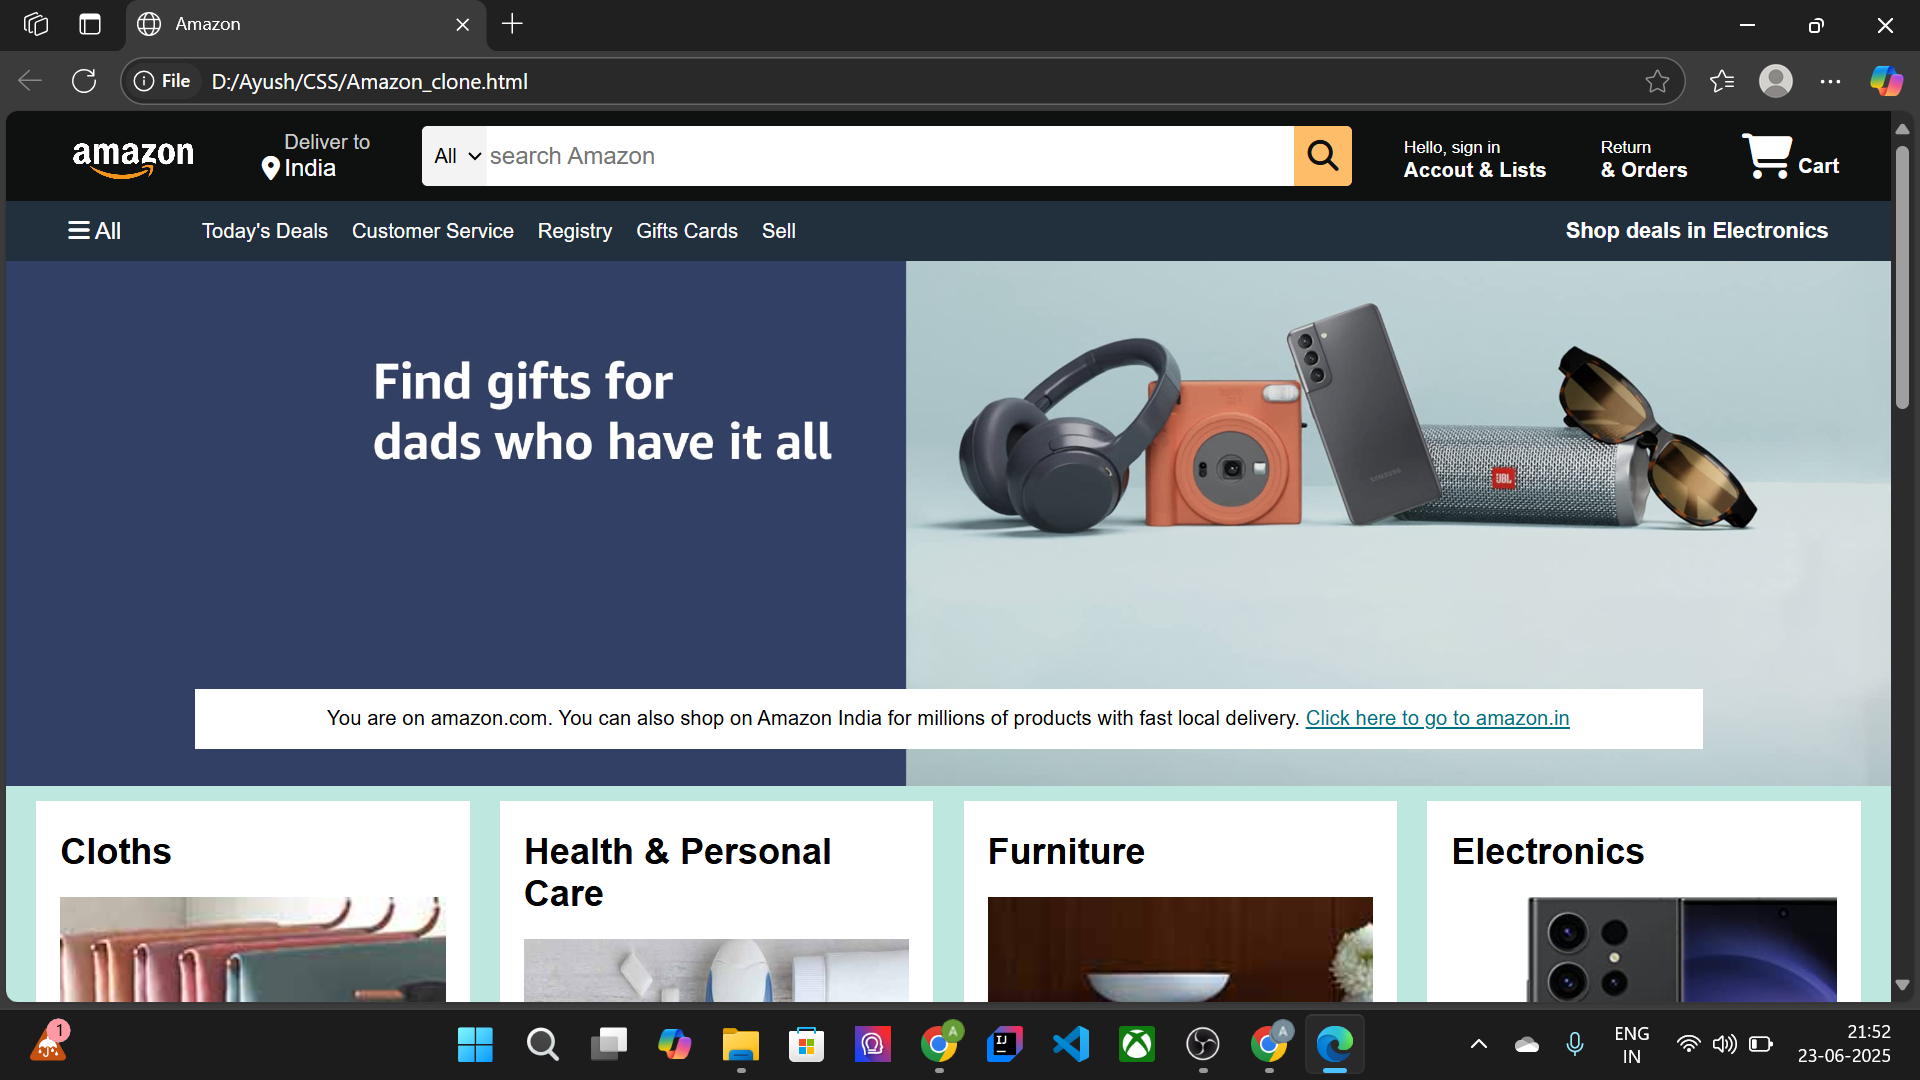 Amazon
File D:/Ayush/CSS/Amazon_clone.html
amazon
Deliver to
India
All search Amazon
Hello, sign in
Accout & Lists
Return
& Orders
Cart
All Today's Deals Customer Service Registry Gifts Cards Sell Shop deals in Electronics
Find gifts for
dads who have it all
SAMSUNG
JBL
You are on amazon.com. You can also shop on Amazon India for millions of products with fast local delivery. Click here to go to amazon.in
Cloths
Health & Personal
Care
Furniture
Electronics
1
A
IJ
A
ENG
IN
21:52
23-06-2025